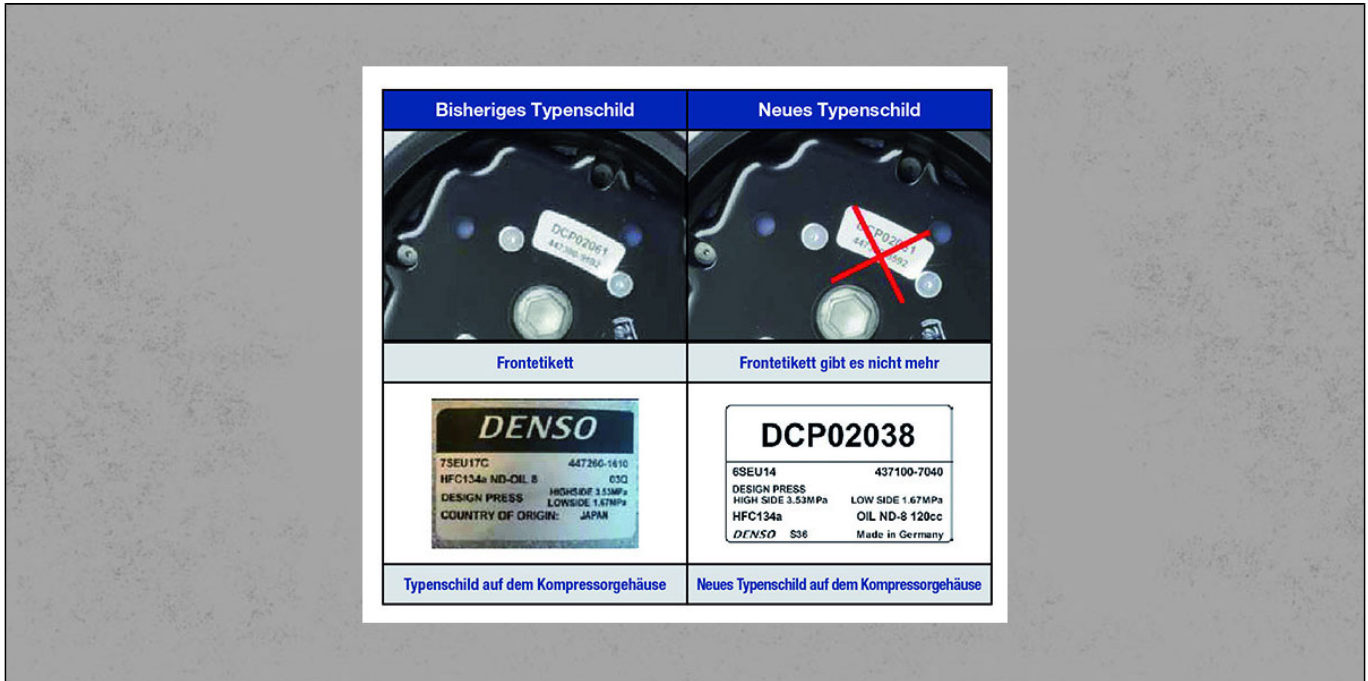 Bisheriges Typenschild
Neues Typenschild
DCP02061
Frontetikett
Frontetikett gibt es nicht mehr
DENSO
7SEU17C 447260-1610
HFC134a ND-OIL 8 03Q
DESIGN PRESS HIGHSIDE 3.53MPa
LOWSIDE 1.67MPa
COUNTRY OF ORIGIN: JAPAN
DCP02038
6SEU14 437100-7040
DESIGN PRESS
HIGH SIDE 3.53MPa LOW SIDE 1.67MPa
HFC134a OIL ND-8 120cc
DENSO S36 Made in Germany
Typenschild auf dem Kompressorgehäuse
Neues Typenschild auf dem Kompressorgehäuse